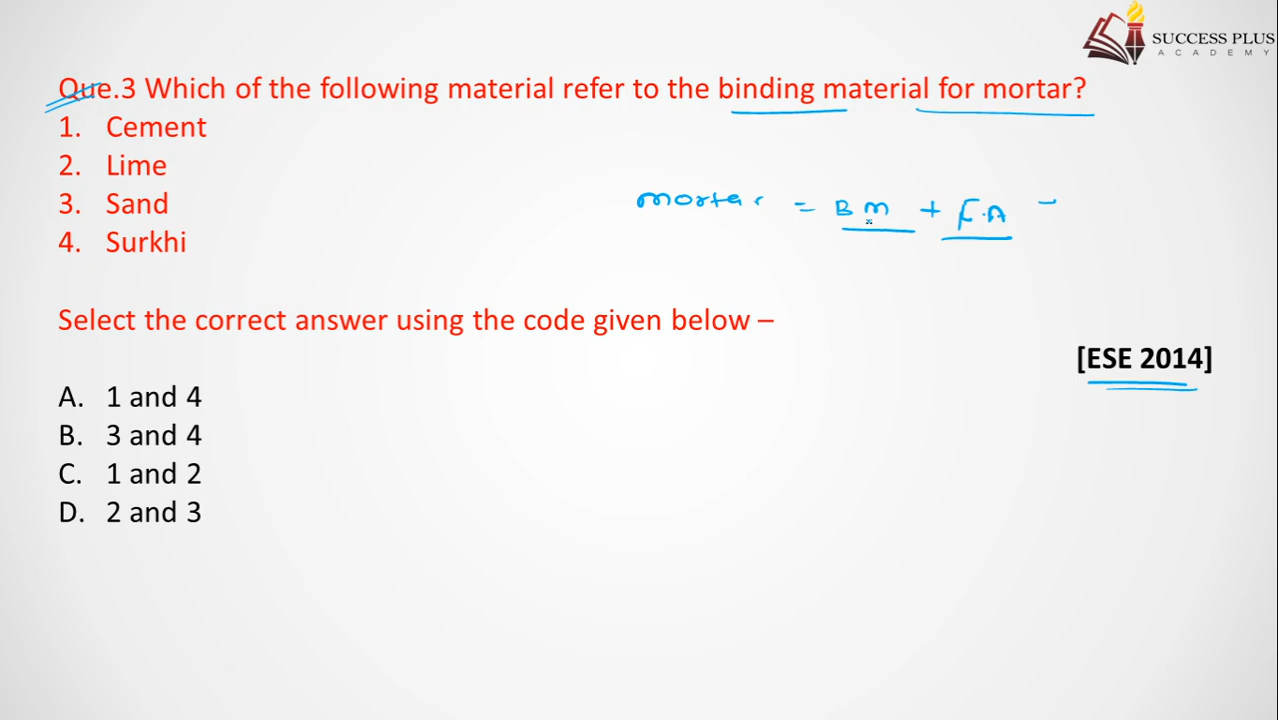 SUCCESS PLUS
ACADEMY
Que.3 Which of the following material refer to the binding material for mortar?
1. Cement
2. Lime
3. Sand
4. Surkhi
mortar = BM + F.A -
Select the correct answer using the code given below –
[ESE 2014]
A. 1 and 4
B. 3 and 4
C. 1 and 2
D. 2 and 3